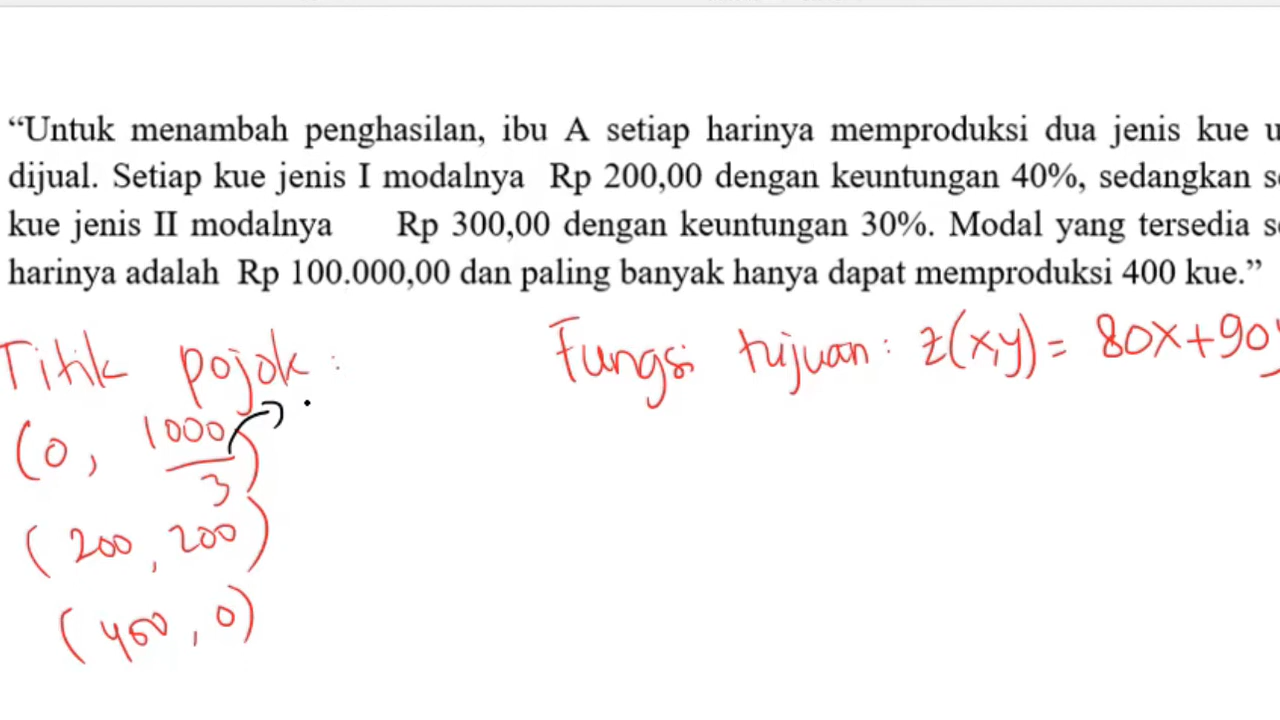 “Untuk menambah penghasilan, ibu A setiap harinya memproduksi dua jenis kue u
dijual. Setiap kue jenis I modalnya Rp 200,00 dengan keuntungan 40%, sedangkan se
kue jenis II modalnya Rp 300,00 dengan keuntungan 30%. Modal yang tersedia se
harinya adalah Rp 100.000,00 dan paling banyak hanya dapat memproduksi 400 kue.”
Titik pojok :
Fungsi tujuan : z(x,y) = 80x+90y
(0, 1000/3)
(200, 200)
(400, 0)